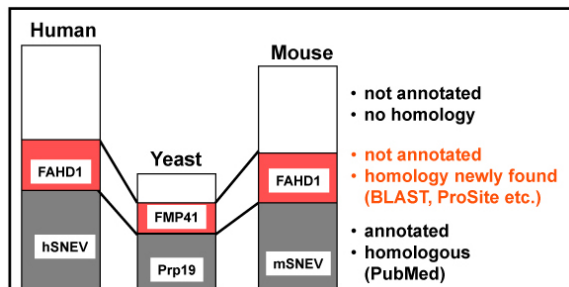 Human
Mouse
Yeast
FAHD1
FMP41
FAHD1
hSNEV
Prp19
mSNEV
• not annotated
• no homology
• not annotated
• homology newly found
(BLAST, ProSite etc.)
• annotated
• homologous
(PubMed)